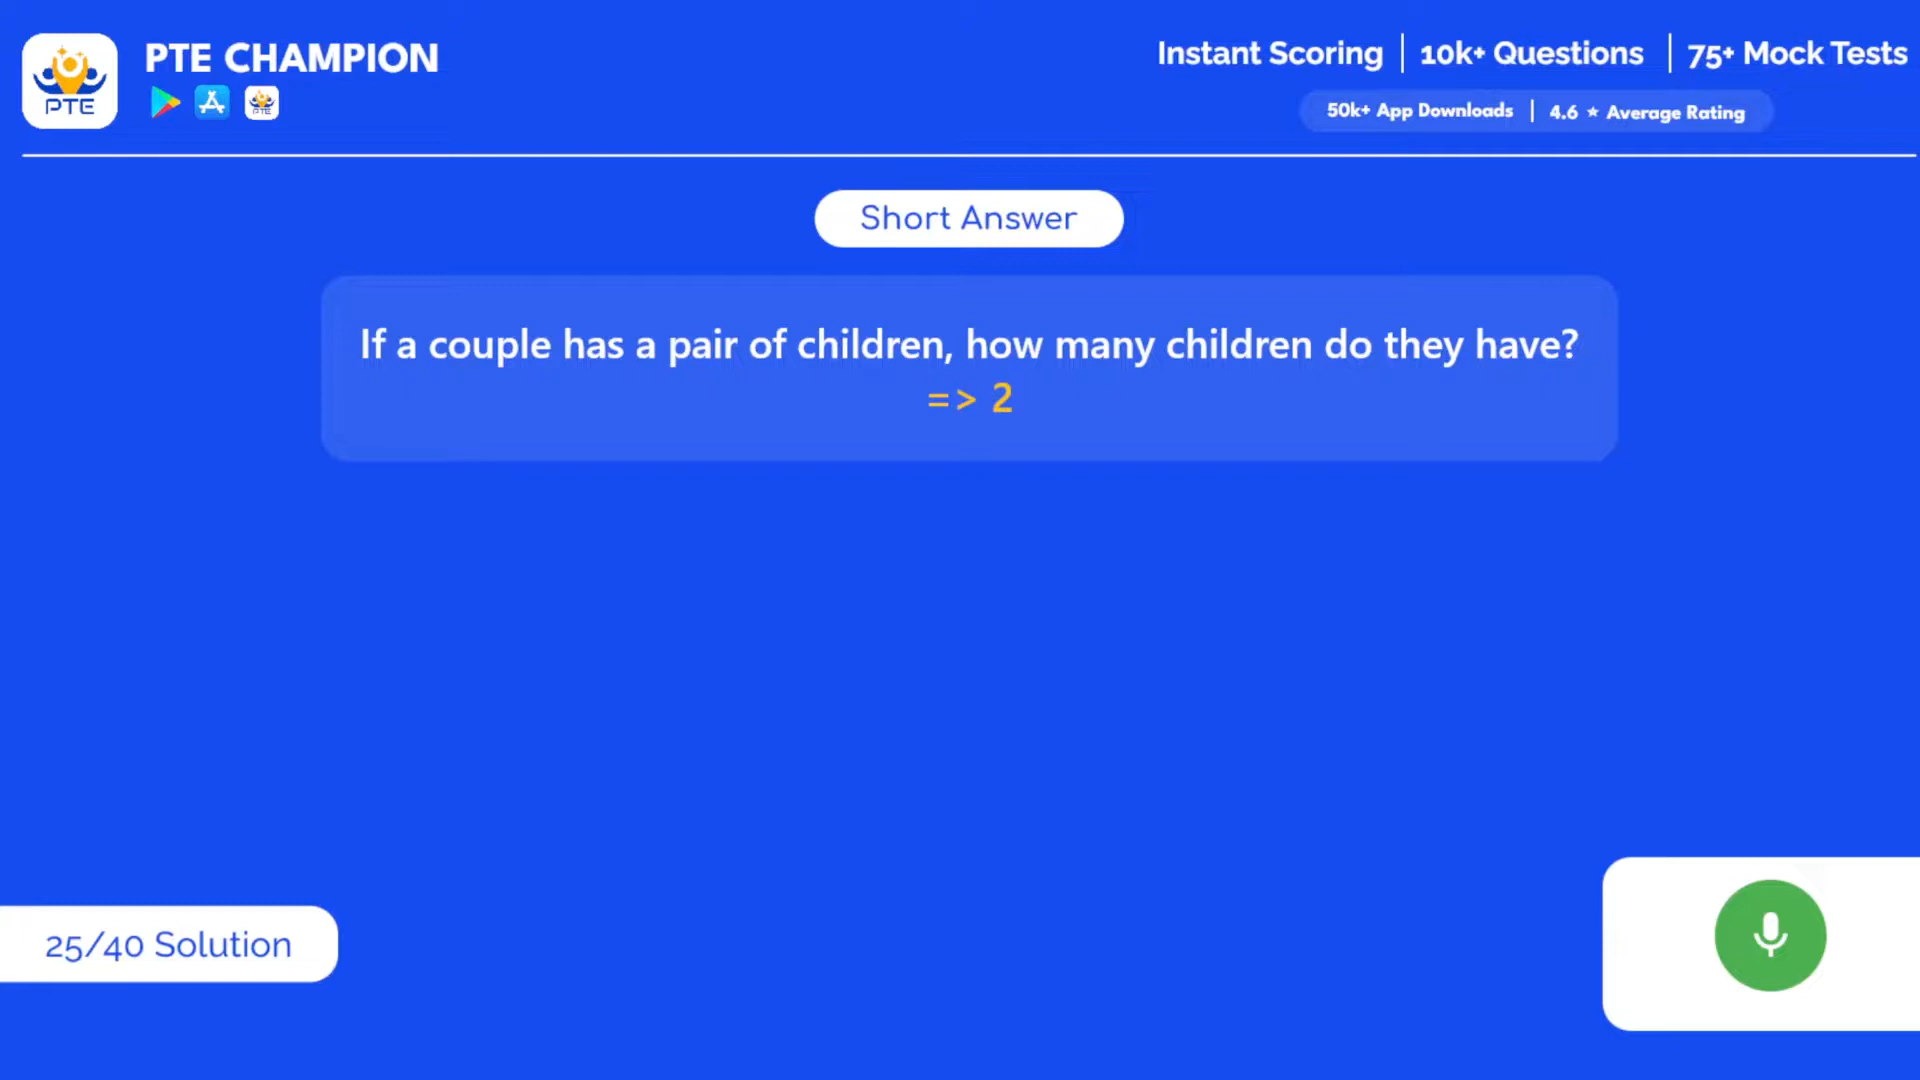 PTE CHAMPION
PTE
PTE
Instant Scoring | 10k+ Questions | 75+ Mock Tests
50k+ App Downloads | 4.6 ★ Average Rating
Short Answer
If a couple has a pair of children, how many children do they have?
=> 2
25/40 Solution